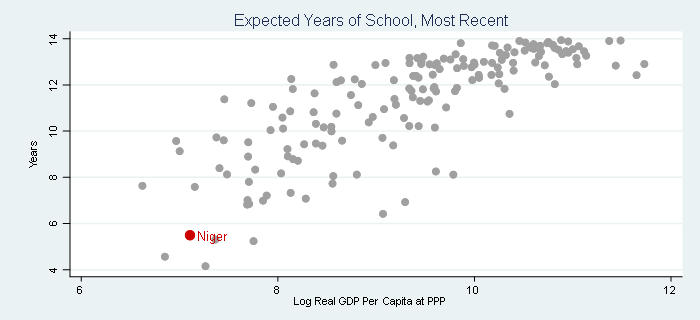 Expected Years of School, Most Recent
14
12
10
8
6
4
Years
Niger
6
8
10
12
Log Real GDP Per Capita at PPP